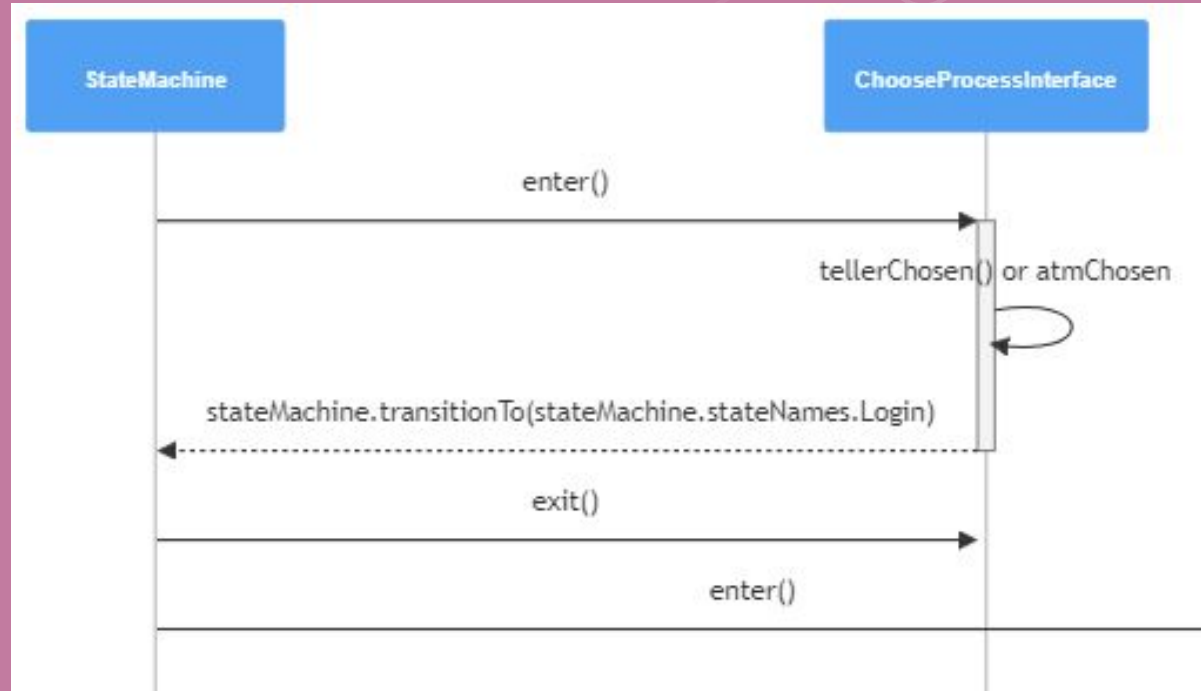 StateMachine
ChooseProcessInterface
enter()
tellerChosen() or atmChosen
stateMachine.transitionTo(stateMachine.stateNames.Login)
exit()
enter()